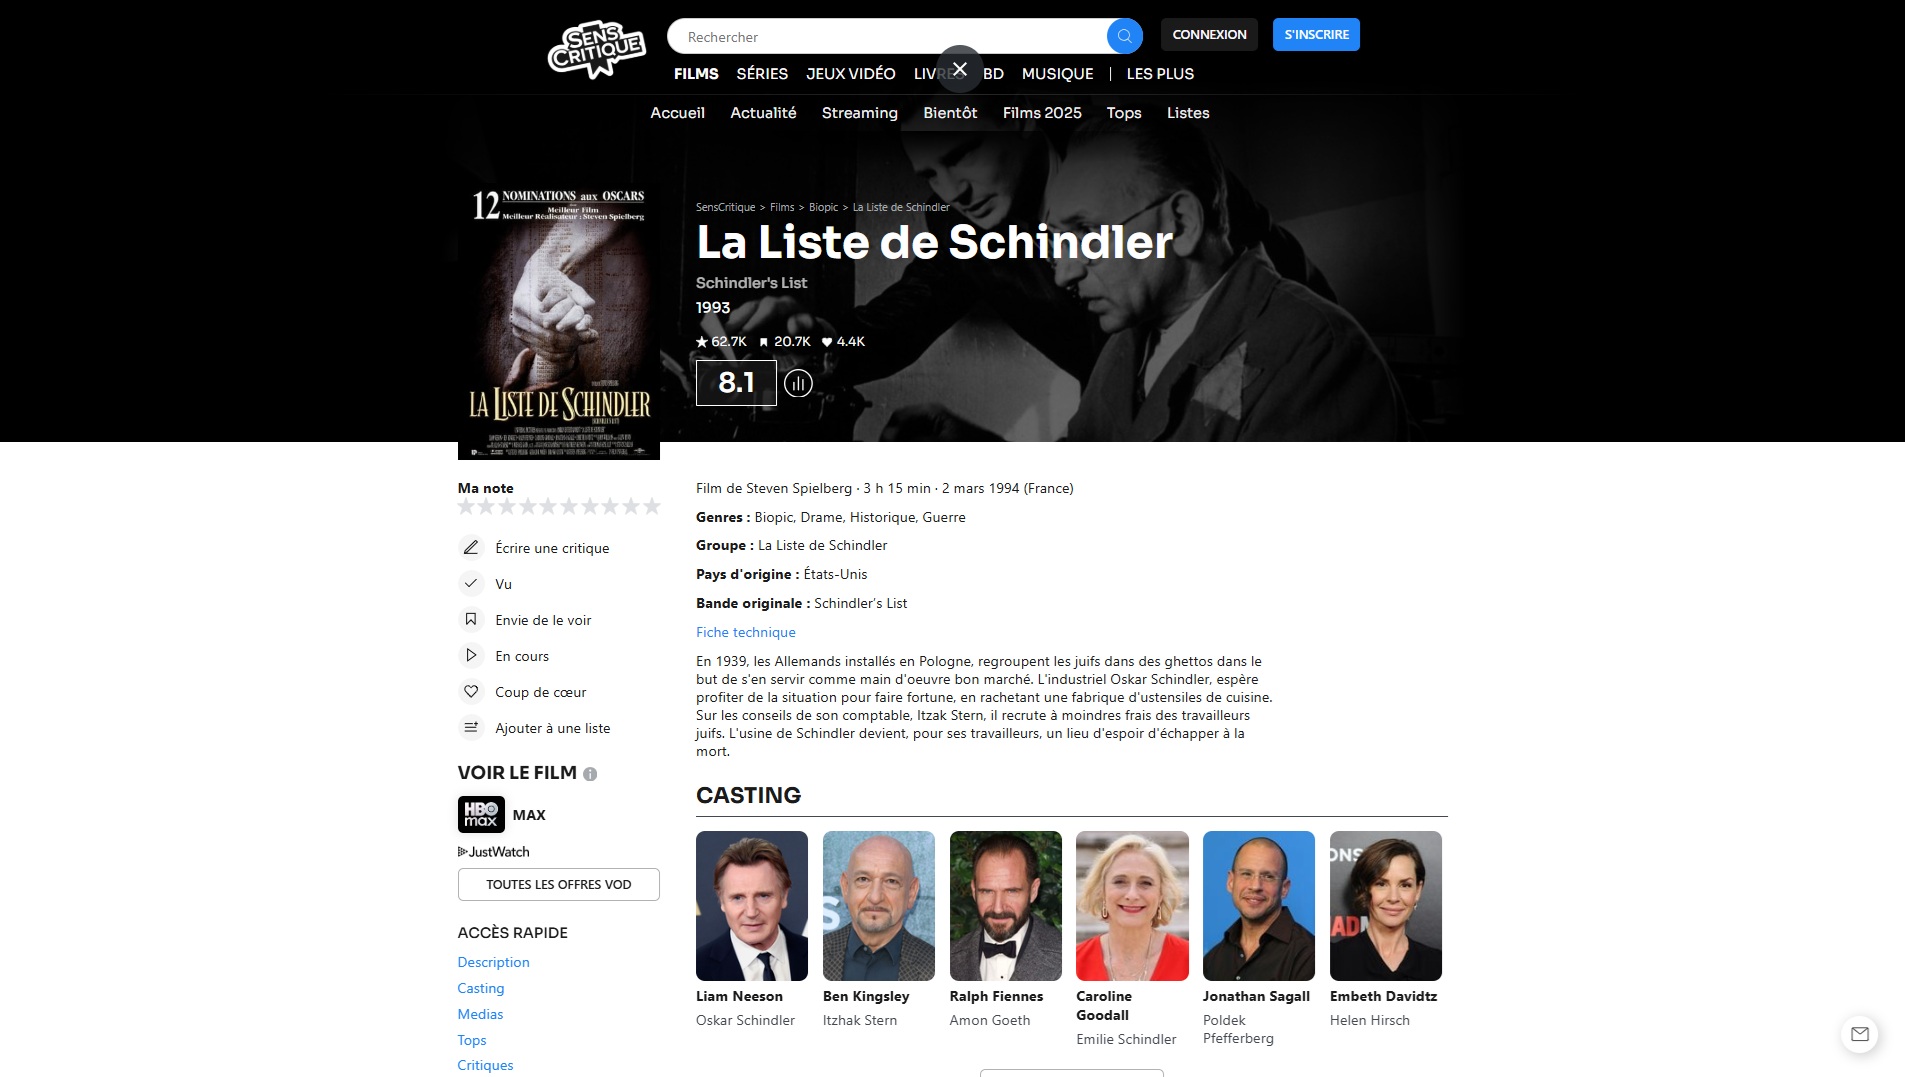 SENS CRITIQUE
Rechercher
CONNEXION
S'INSCRIRE
FILMS SÉRIES JEUX VIDÉO LIVRES BD MUSIQUE | LES PLUS
Accueil Actualité Streaming Bientôt Films 2025 Tops Listes
12 NOMINATIONS aux OSCARS
Meilleur Film
Meilleur Réalisateur : Steven Spielberg
LA LISTE DE SCHINDLER
SensCritique > Films > Biopic > La Liste de Schindler
La Liste de Schindler
Schindler's List
1993
62.7K 20.7K 4.4K
8.1
Ma note
Écrire une critique
Vu
Envie de le voir
En cours
Coup de cœur
Ajouter à une liste
VOIR LE FILM
HBO max
MAX
JustWatch
TOUTES LES OFFRES VOD
ACCÈS RAPIDE
Description
Casting
Medias
Tops
Critiques
Film de Steven Spielberg · 3 h 15 min · 2 mars 1994 (France)
Genres : Biopic, Drame, Historique, Guerre
Groupe : La Liste de Schindler
Pays d'origine : États-Unis
Bande originale : Schindler's List
Fiche technique
En 1939, les Allemands installés en Pologne, regroupent les juifs dans des ghettos dans le
but de s'en servir comme main d'oeuvre bon marché. L'industriel Oskar Schindler, espère
profiter de la situation pour faire fortune, en rachetant une fabrique d'ustensiles de cuisine.
Sur les conseils de son comptable, Itzak Stern, il recrute à moindres frais des travailleurs
juifs. L'usine de Schindler devient, pour ses travailleurs, un lieu d'espoir d'échapper à la
mort.
CASTING
Liam Neeson
Oskar Schindler
Ben Kingsley
Itzhak Stern
Ralph Fiennes
Amon Goeth
Caroline
Goodall
Emilie Schindler
Jonathan Sagall
Poldek
Pfefferberg
Embeth Davidtz
Helen Hirsch